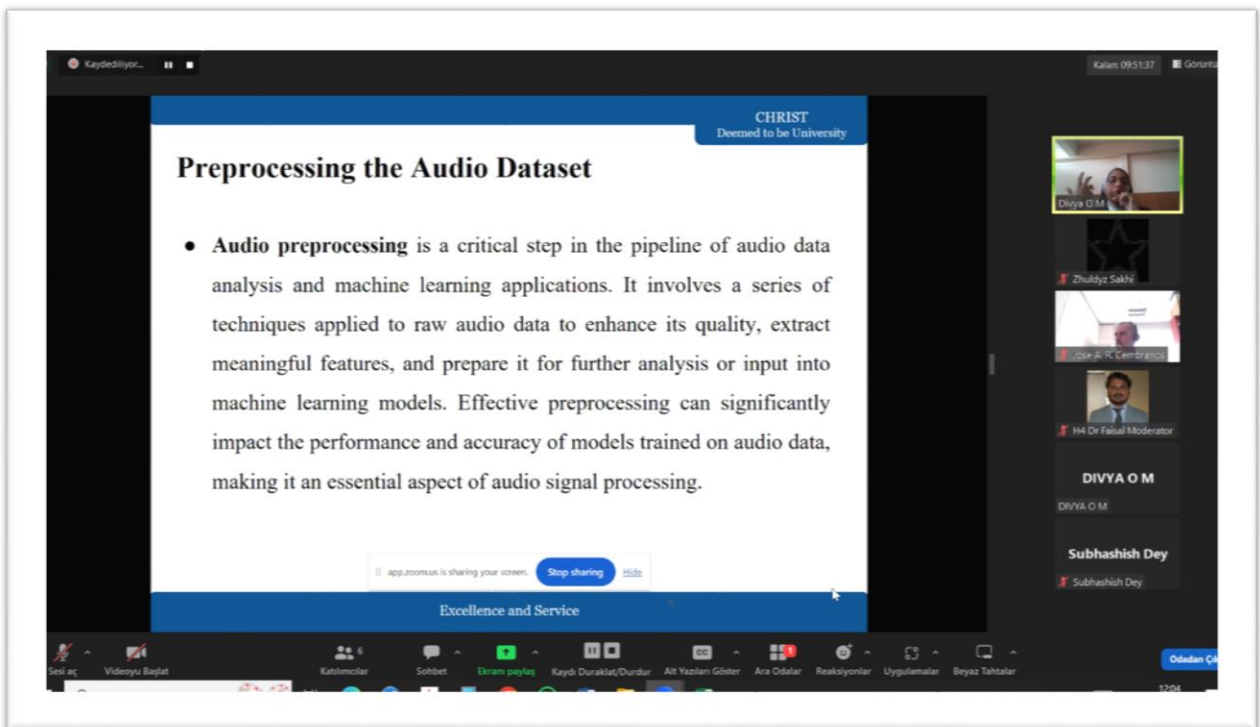 Kaydediliyor...
Kalan: 09:51:37
CHRIST
Deemed to be University
Preprocessing the Audio Dataset
● Audio preprocessing is a critical step in the pipeline of audio data
analysis and machine learning applications. It involves a series of
techniques applied to raw audio data to enhance its quality, extract
meaningful features, and prepare it for further analysis or input into
machine learning models. Effective preprocessing can significantly
impact the performance and accuracy of models trained on audio data,
making it an essential aspect of audio signal processing.
app.zoom.us is sharing your screen. Stop sharing Hide
Excellence and Service
Divya O M
Zhuldyz Sakhi
Jose A. R. Cembranos
H4 Dr Faisal Moderator
DIVYA O M
DIVYA O M
Subhashish Dey
Subhashish Dey
Sesi aç
Videoyu Başlat
6
Katılımcılar
Sohbet
Ekranı paylaş
Kaydı Duraklat/Durdur
CC
Alt Yazıları Göster
1
Ara Odalar
Reaksiyonlar
Uygulamalar
Beyaz Tahtalar
Odadan Çık
12:04